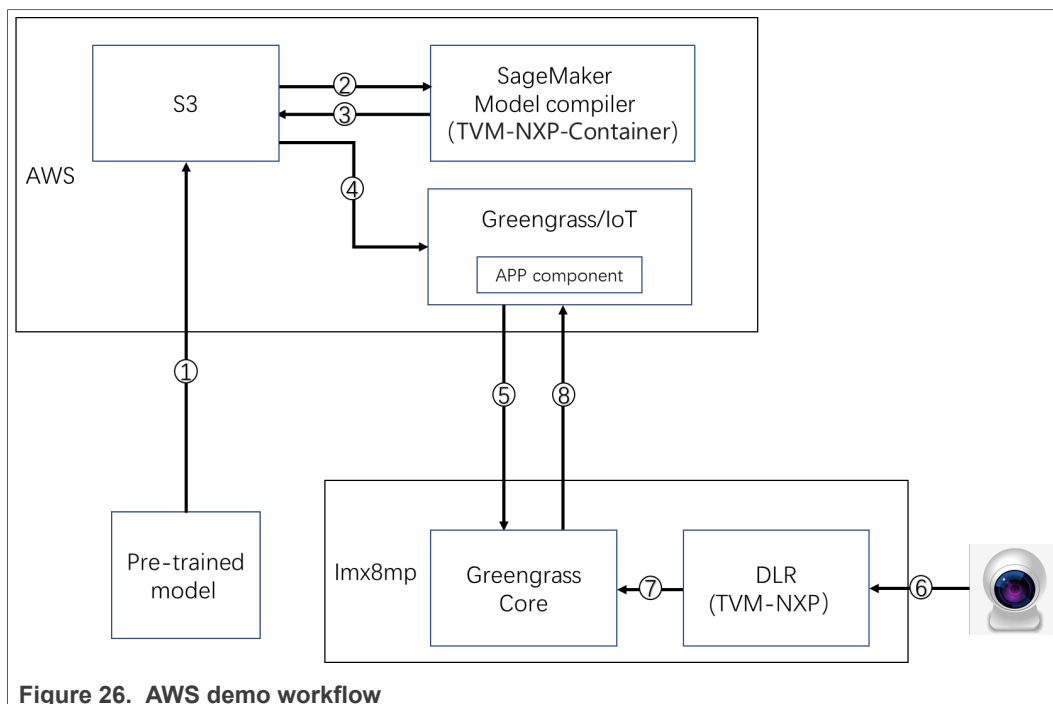 S3
②
③
SageMaker
Model compiler
(TVM-NXP-Container)
AWS
④
Greengrass/IoT
APP component
①
⑤
⑧
Pre-trained
model
Imx8mp
Greengrass
Core
⑦
DLR
(TVM-NXP)
⑥
Figure 26. AWS demo workflow